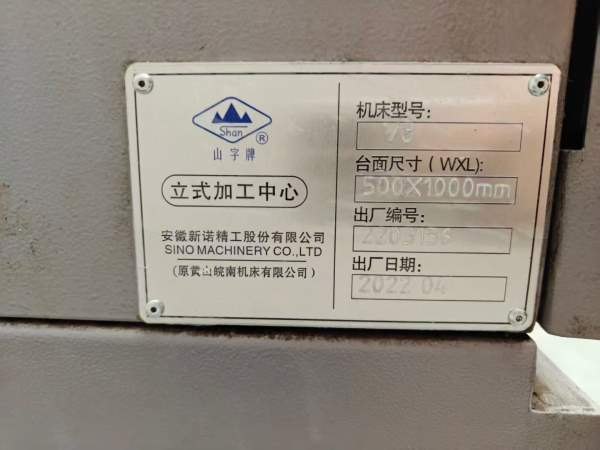 Shan
®
山字牌
立式加工中心
安徽新诺精工股份有限公司
SINO MACHINERY CO.,LTD
(原黄山皖南机床有限公司)
机床型号:
V8
台面尺寸(WXL):
500X1000mm
出厂编号:
出厂日期:
2022 04